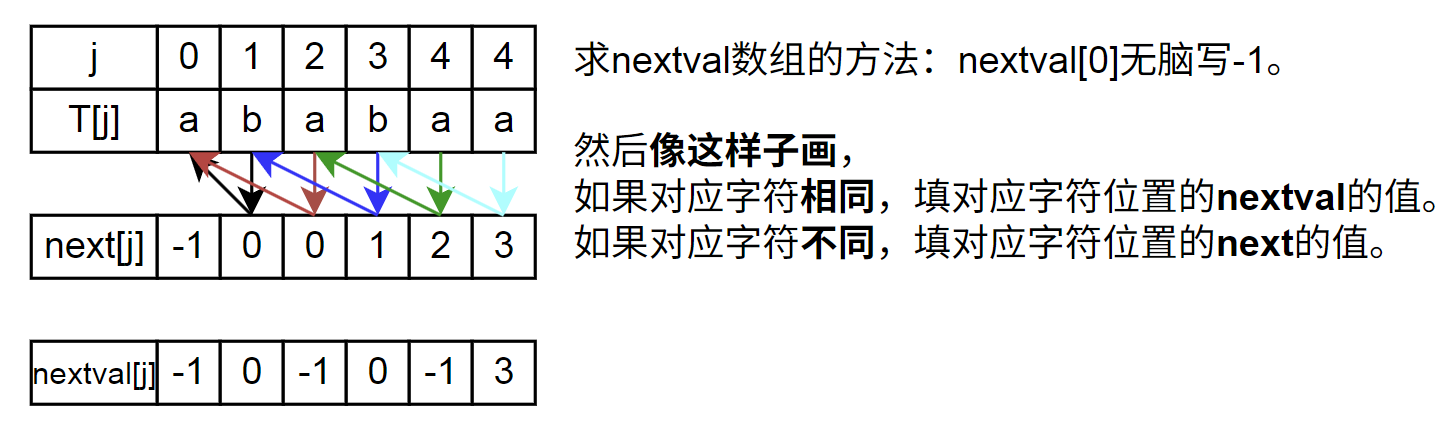 j 0 1 2 3 4 4
T[j] a b a b a a
next[j] -1 0 0 1 2 3
nextval[j] -1 0 -1 0 -1 3
求nextval数组的方法：nextval[0]无脑写-1。
然后像这样子画，
如果对应字符相同，填对应字符位置的nextval的值。
如果对应字符不同，填对应字符位置的next的值。